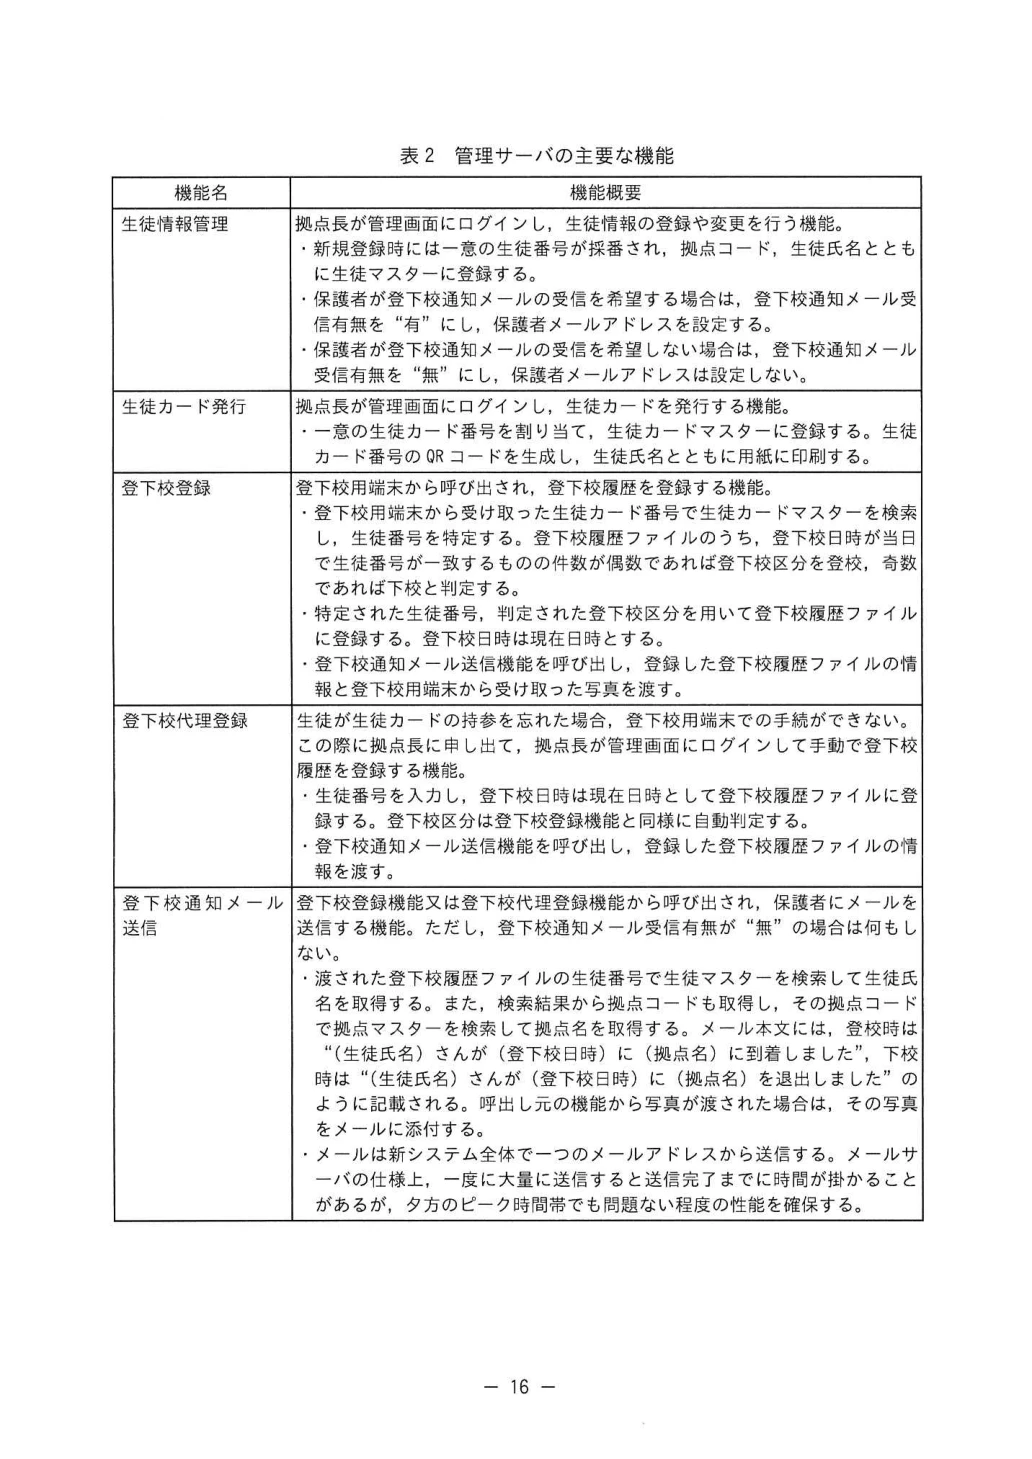 表2　管理サーバの主要な機能
機能名
機能概要
生徒情報管理
拠点長が管理画面にログインし，生徒情報の登録や変更を行う機能。
・新規登録時には一意の生徒番号が採番され，拠点コード，生徒氏名ととも
に生徒マスターに登録する。
・保護者が登下校通知メールの受信を希望する場合は，登下校通知メール受
信有無を“有”にし，保護者メールアドレスを設定する。
・保護者が登下校通知メールの受信を希望しない場合は，登下校通知メール
受信有無を“無”にし，保護者メールアドレスは設定しない。
生徒カード発行
拠点長が管理画面にログインし，生徒カードを発行する機能。
・一意の生徒カード番号を割り当て，生徒カードマスターに登録する。生徒
カード番号の QR コードを生成し，生徒氏名とともに用紙に印刷する。
登下校登録
登下校用端末から呼び出され，登下校履歴を登録する機能。
・登下校用端末から受け取った生徒カード番号で生徒カードマスターを検索
し，生徒番号を特定する。登下校履歴ファイルのうち，登下校日時が当日
で生徒番号が一致するものの件数が偶数であれば登下校区分を登校，奇数
であれば下校と判定する。
・特定された生徒番号，判定された登下校区分を用いて登下校履歴ファイル
に登録する。登下校日時は現在日時とする。
・登下校通知メール送信機能を呼び出し，登録した登下校履歴ファイルの情
報と登下校用端末から受け取った写真を渡す。
登下校代理登録
生徒が生徒カードの持参を忘れた場合，登下校用端末での手続ができない。
この際に拠点長に申し出て，拠点長が管理画面にログインして手動で登下校
履歴を登録する機能。
・生徒番号を入力し，登下校日時は現在日時として登下校履歴ファイルに登
録する。登下校区分は登下校登録機能と同様に自動判定する。
・登下校通知メール送信機能を呼び出し，登録した登下校履歴ファイルの情
報を渡す。
登下校通知メール
送信
登下校登録機能又は登下校代理登録機能から呼び出され，保護者にメールを
送信する機能。ただし，登下校通知メール受信有無が“無”の場合は何もし
ない。
・渡された登下校履歴ファイルの生徒番号で生徒マスターを検索して生徒氏
名を取得する。また，検索結果から拠点コードも取得し，その拠点コード
で拠点マスターを検索して拠点名を取得する。メール本文には，登校時は
“（生徒氏名）さんが（登下校日時）に（拠点名）に到着しました”，下校
時は“（生徒氏名）さんが（登下校日時）に（拠点名）を退出しました”の
ように記載される。呼出し元の機能から写真が渡された場合は，その写真
をメールに添付する。
・メールは新システム全体で一つのメールアドレスから送信する。メールサ
ーバの仕様上，一度に大量に送信すると送信完了までに時間が掛かること
があるが，夕方のピーク時間帯でも問題ない程度の性能を確保する。
－ 16 －